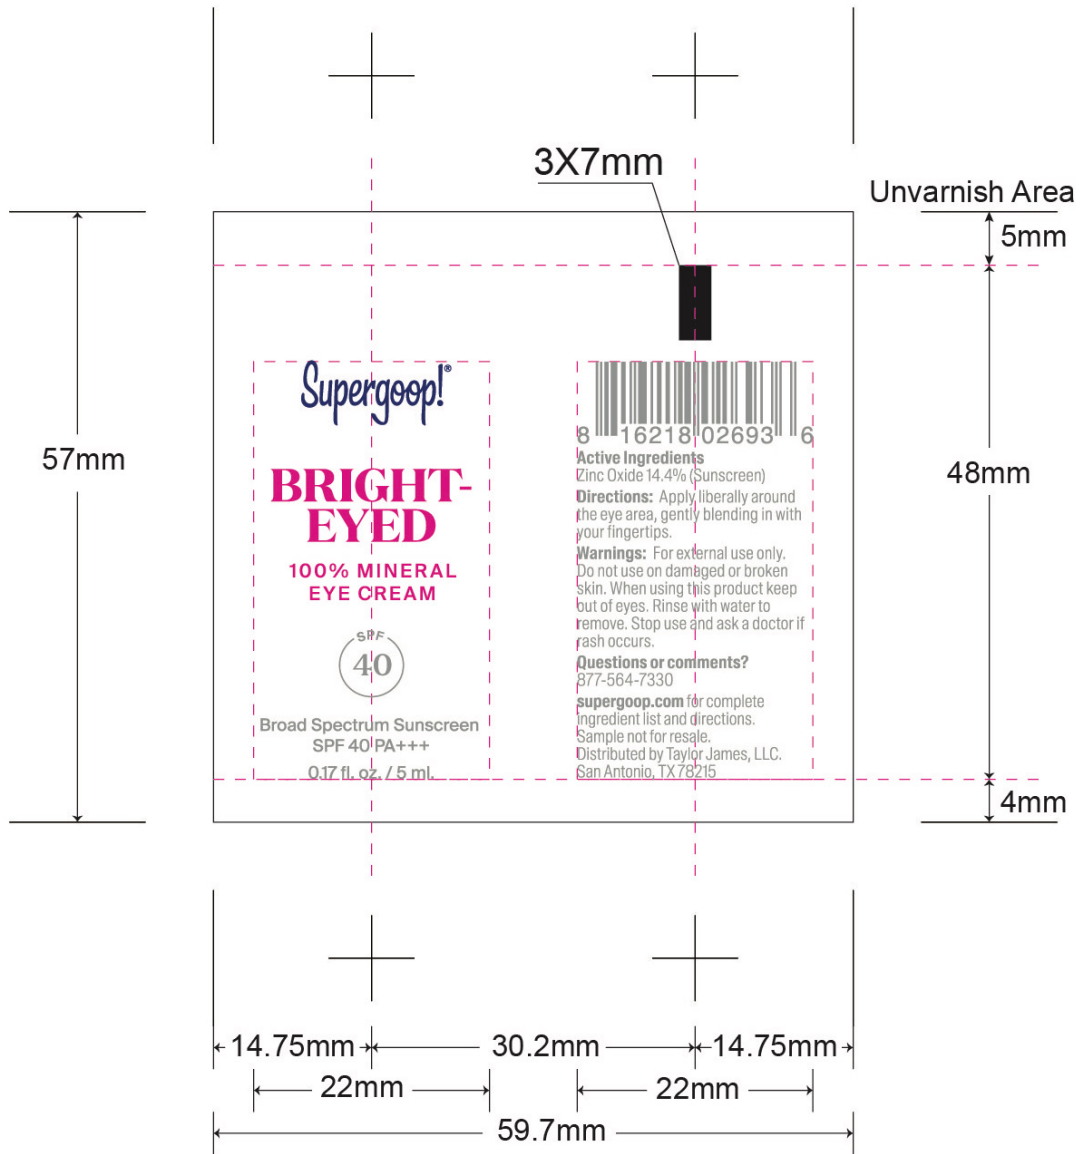 3X7mm
Unvarnish Area
5mm
57mm
48mm
4mm
Supergoop!®
BRIGHT-
EYED
100% MINERAL
EYE CREAM
SPF
40
Broad Spectrum Sunscreen
SPF 40 PA+++
0.17 fl. oz. / 5 ml.
8 16218 02693 6
Active Ingredients
Zinc Oxide 14.4% (Sunscreen)
Directions: Apply liberally around
the eye area, gently blending in with
your fingertips.
Warnings: For external use only.
Do not use on damaged or broken
skin. When using this product keep
out of eyes. Rinse with water to
remove. Stop use and ask a doctor if
rash occurs.
Questions or comments?
877-564-7330
supergoop.com for complete
ingredient list and directions.
Sample not for resale.
Distributed by Taylor James, LLC.
San Antonio, TX 78215
14.75mm 30.2mm 14.75mm
22mm 22mm
59.7mm